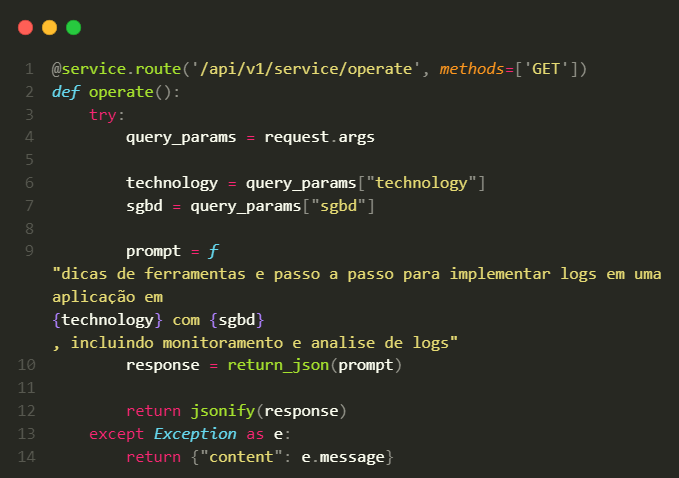 1 @service.route('/api/v1/service/operate', methods=['GET'])
2 def operate():
3     try:
4         query_params = request.args
5
6         technology = query_params["technology"]
7         sgbd = query_params["sgbd"]
8
9         prompt = f
"dicas de ferramentas e passo a passo para implementar logs em uma
aplicação em
{technology} com {sgbd}
, incluindo monitoramento e analise de logs"
10         response = return_json(prompt)
11
12         return jsonify(response)
13     except Exception as e:
14         return {"content": e.message}